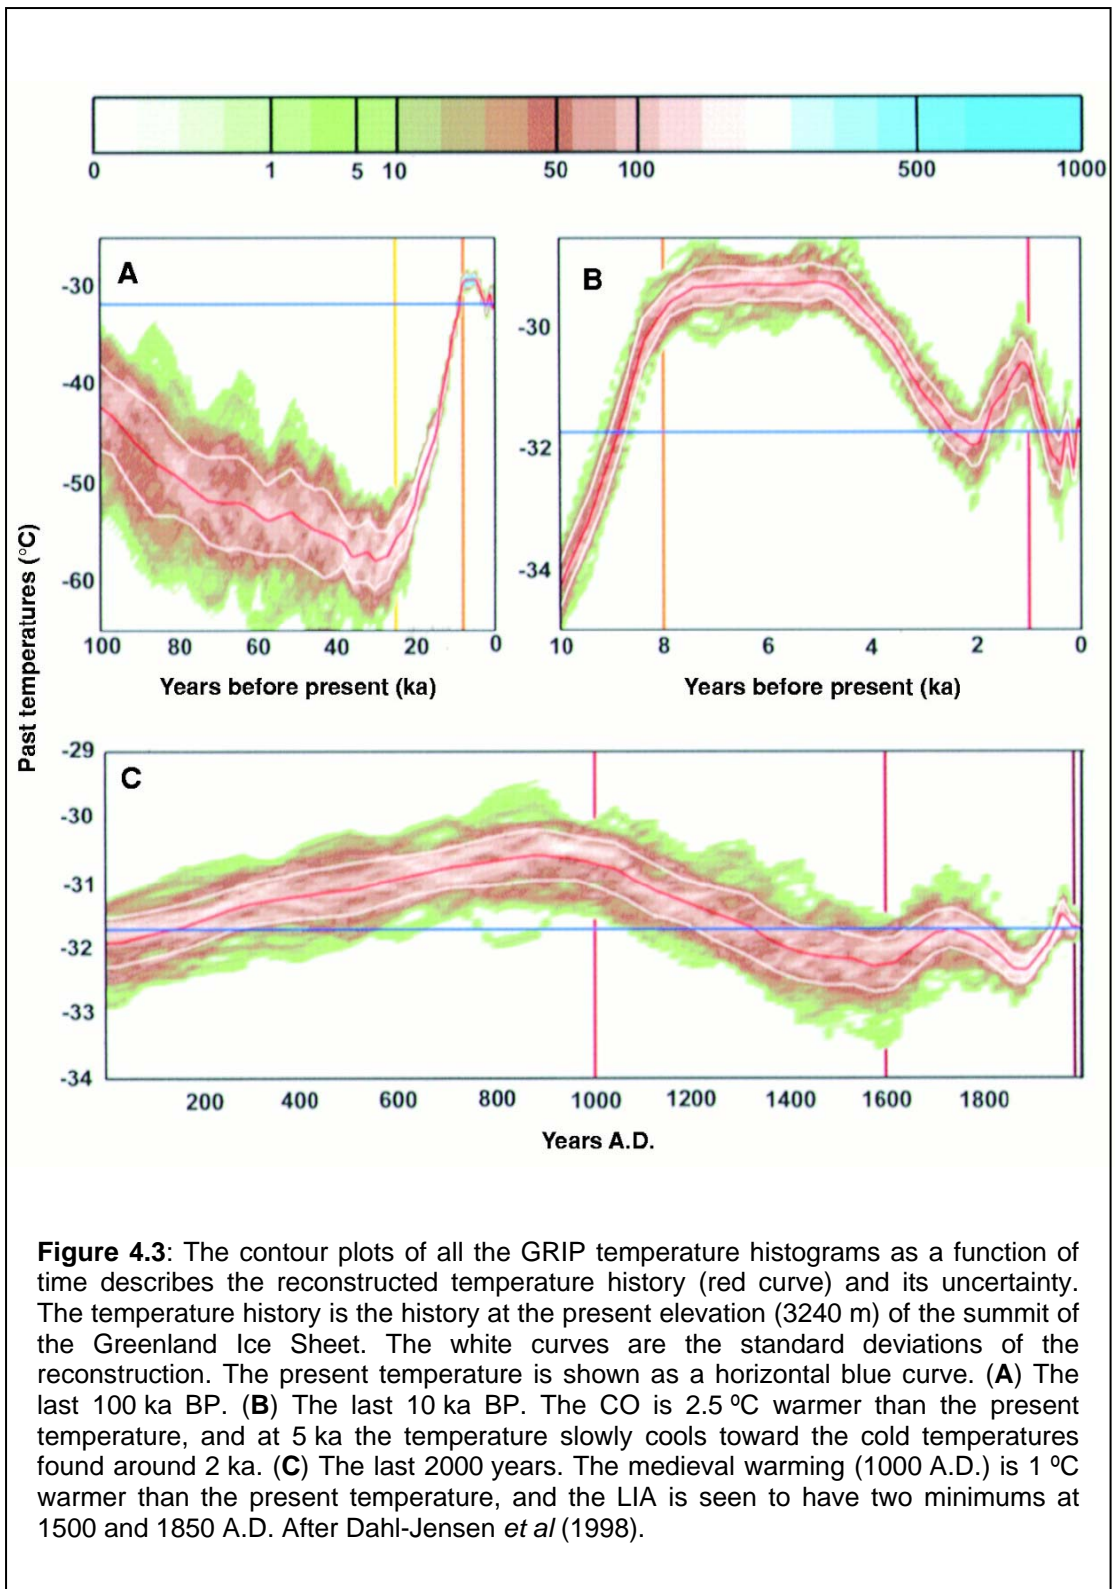 0 1 5 10 50 100 500 1000
A
B
-30
-40
-50
-60
-30
-32
-34
100 80 60 40 20 0
10 8 6 4 2 0
Years before present (ka)
Years before present (ka)
Past temperatures (°C)
C
-29
-30
-31
-32
-33
-34
200 400 600 800 1000 1200 1400 1600 1800
Years A.D.
Figure 4.3: The contour plots of all the GRIP temperature histograms as a function of
time describes the reconstructed temperature history (red curve) and its uncertainty.
The temperature history is the history at the present elevation (3240 m) of the summit of
the Greenland Ice Sheet. The white curves are the standard deviations of the
reconstruction. The present temperature is shown as a horizontal blue curve. (A) The
last 100 ka BP. (B) The last 10 ka BP. The CO is 2.5 ºC warmer than the present
temperature, and at 5 ka the temperature slowly cools toward the cold temperatures
found around 2 ka. (C) The last 2000 years. The medieval warming (1000 A.D.) is 1 ºC
warmer than the present temperature, and the LIA is seen to have two minimums at
1500 and 1850 A.D. After Dahl-Jensen et al (1998).